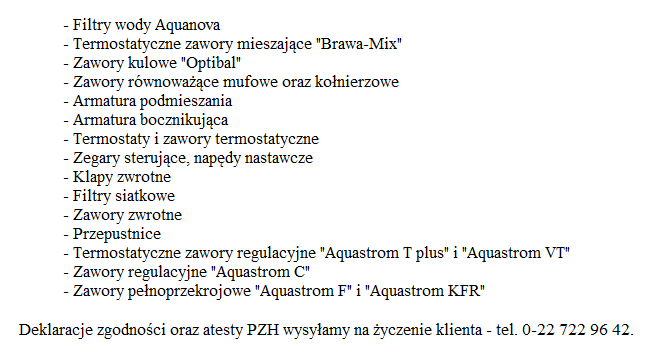 - Filtry wody Aquanova
- Termostatyczne zawory mieszające "Brawa-Mix"
- Zawory kulowe "Optibal"
- Zawory równoważące mufowe oraz kołnierzowe
- Armatura podmieszania
- Armatura bocznikująca
- Termostaty i zawory termostatyczne
- Zegary sterujące, napędy nastawcze
- Klapy zwrotne
- Filtry siatkowe
- Zawory zwrotne
- Przepustnice
- Termostatyczne zawory regulacyjne "Aquastrom T plus" i "Aquastrom VT"
- Zawory regulacyjne "Aquastrom C"
- Zawory pełnoprzekrojowe "Aquastrom F" i "Aquastrom KFR"
Deklaracje zgodności oraz atesty PZH wysyłamy na życzenie klienta - tel. 0-22 722 96 42.